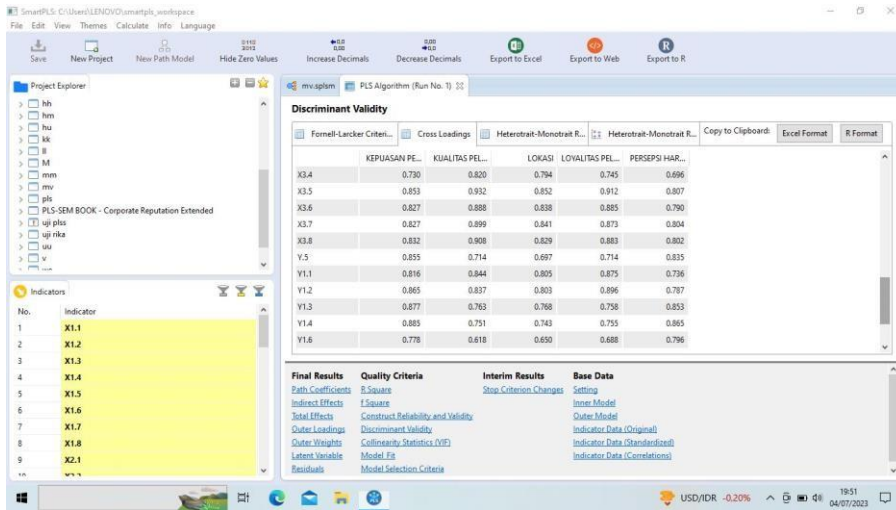 SmartPLS: C:\Users\LENOVO\smartpls_workspace
File Edit View Themes Calculate Info Language
Save New Project New Path Model Hide Zero Values Increase Decimals Decrease Decimals Export to Excel Export to Web Export to R
Project Explorer
hh
hm
hu
kk
ll
M
mm
mv
pls
PLS-SEM BOOK - Corporate Reputation Extended
uji plss
uji rika
uu
v
Indicators
No. Indicator
1 X1.1
2 X1.2
3 X1.3
4 X1.4
5 X1.5
6 X1.6
7 X1.7
8 X1.8
9 X2.1
mv.splsm PLS Algorithm (Run No. 1)
Discriminant Validity
Fornell-Larcker Criteri... Cross Loadings Heterotrait-Monotrait R... Heterotrait-Monotrait R... Copy to Clipboard: Excel Format R Format
KEPUASAN PE... KUALITAS PEL... LOKASI LOYALITAS PEL... PERSEPSI HAR...
X3.4 0.730 0.820 0.794 0.745 0.696
X3.5 0.853 0.932 0.852 0.912 0.807
X3.6 0.827 0.888 0.838 0.885 0.790
X3.7 0.827 0.899 0.841 0.873 0.804
X3.8 0.832 0.908 0.829 0.883 0.802
Y.5 0.855 0.714 0.697 0.714 0.835
Y1.1 0.816 0.844 0.805 0.875 0.736
Y1.2 0.865 0.837 0.803 0.896 0.787
Y1.3 0.877 0.763 0.768 0.758 0.853
Y1.4 0.885 0.751 0.743 0.755 0.865
Y1.6 0.778 0.618 0.650 0.688 0.796
Final Results Quality Criteria Interim Results Base Data
Path Coefficients R Square Stop Criterion Changes Setting
Indirect Effects f Square Inner Model
Total Effects Construct Reliability and Validity Outer Model
Outer Loadings Discriminant Validity Indicator Data (Original)
Outer Weights Collinearity Statistics (VIF) Indicator Data (Standardized)
Latent Variable Model Fit Indicator Data (Correlations)
Residuals Model Selection Criteria
USD/IDR -0,20%
19:51
04/07/2023